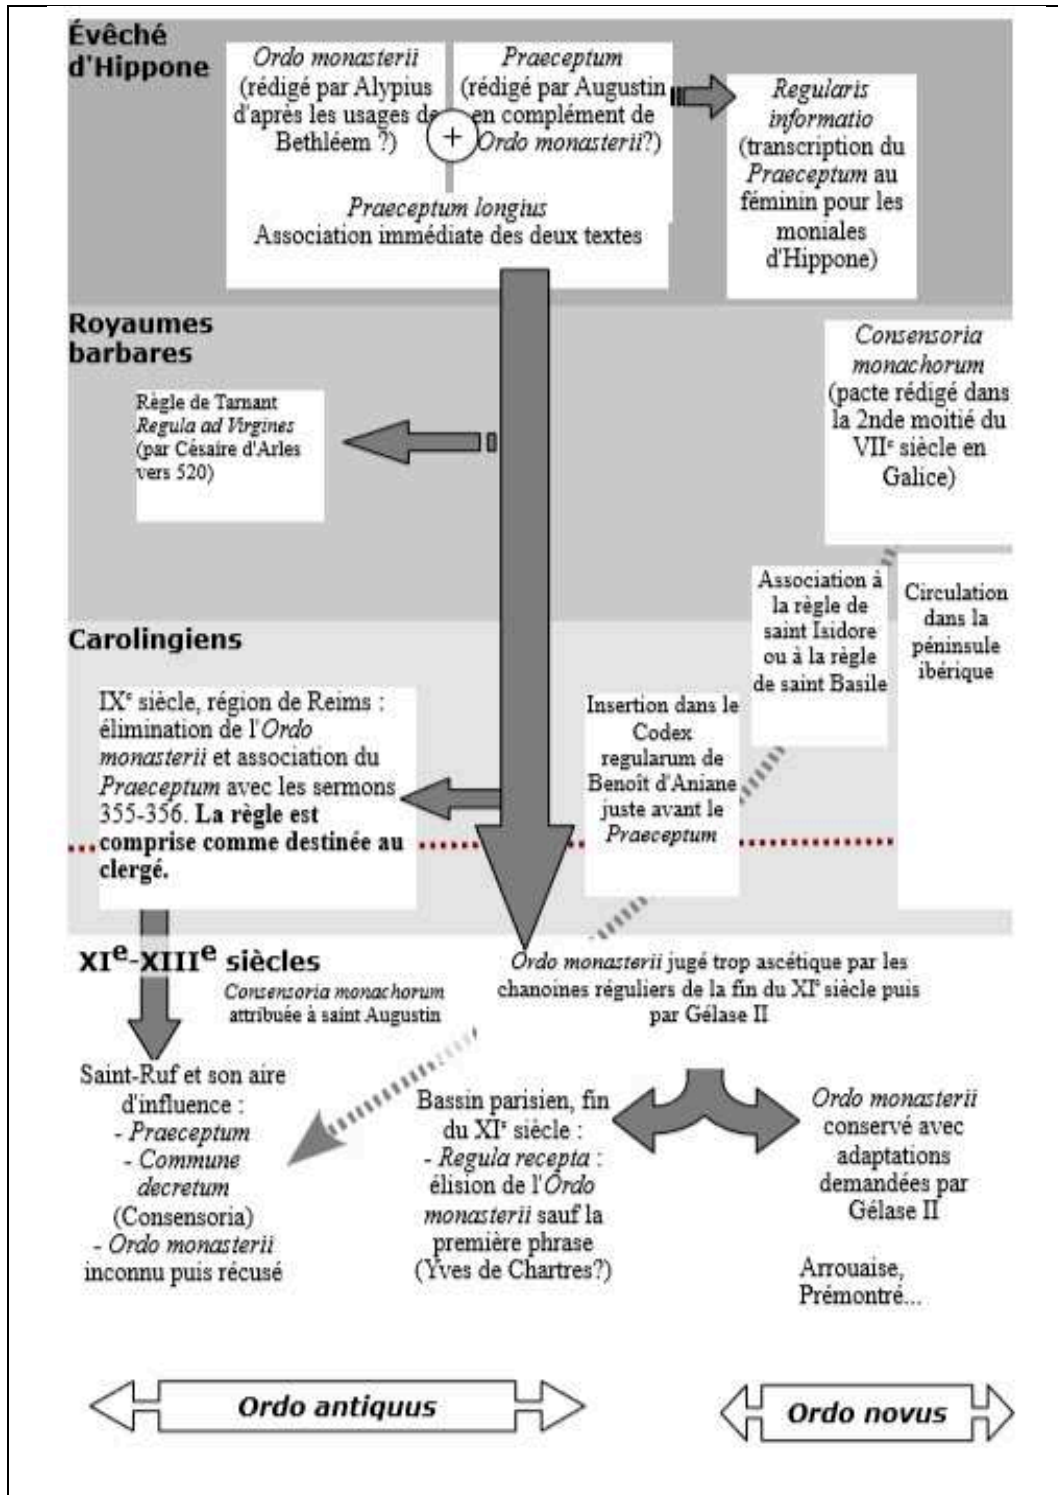 Évêché
d'Hippone
Ordo monasterii
(rédigé par Alypius
d'après les usages de
Bethléem ?)
+
Praeceptum
(rédigé par Augustin
en complément de
Ordo monasterii?)
Praeceptum longius
Association immédiate des deux textes
Regularis
informatio
(transcription du
Praeceptum au
féminin pour les
moniales
d'Hippone)
Royaumes
barbares
Règle de Tarnant
Regula ad Virgines
(par Césaire d'Arles
vers 520)
Consensoria
monachorum
(pacte rédigé dans
la 2nde moitié du
VIIe siècle en
Galice)
Association à
la règle de
saint Isidore
ou à la règle
de saint Basile
Circulation
dans la
péninsule
ibérique
Carolingiens
IXe siècle, région de Reims :
élimination de l'Ordo
monasterii et association du
Praeceptum avec les sermons
355-356. La règle est
comprise comme destinée au
clergé.
Insertion dans le
Codex
regularum de
Benoît d'Aniane
juste avant le
Praeceptum
XIe-XIIIe siècles
Consensoria monachorum
attribuée à saint Augustin
Ordo monasterii jugé trop ascétique par les
chanoines réguliers de la fin du XIe siècle puis
par Gélase II
Saint-Ruf et son aire
d'influence :
- Praeceptum
- Commune
decretum
(Consensoria)
- Ordo monasterii
inconnu puis récusé
Bassin parisien, fin
du XIe siècle :
- Regula recepta :
élision de l'Ordo
monasterii sauf la
première phrase
(Yves de Chartres?)
Ordo monasterii
conservé avec
adaptations
demandées par
Gélase II
Arrouaise,
Prémontré...
Ordo antiquus
Ordo novus